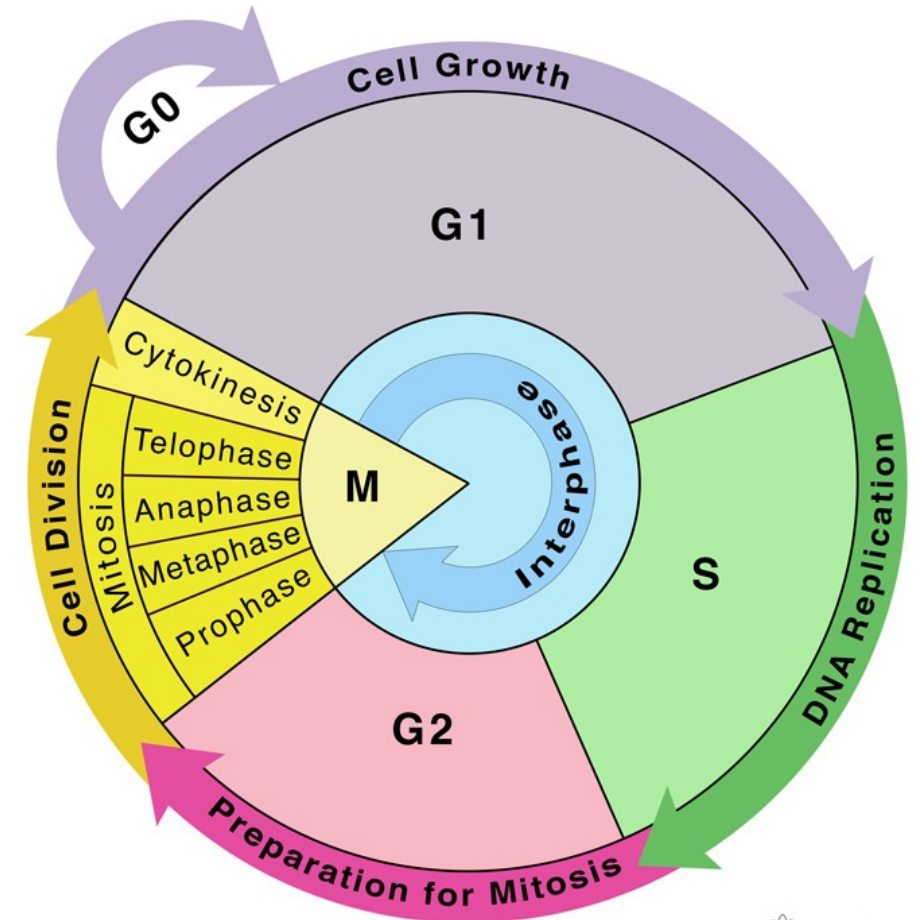 G0
Cell Growth
G1
Cytokinesis
Telophase
Anaphase
Metaphase
Prophase
Mitosis
Cell Division
M
Interphase
S
DNA Replication
G2
Preparation for Mitosis